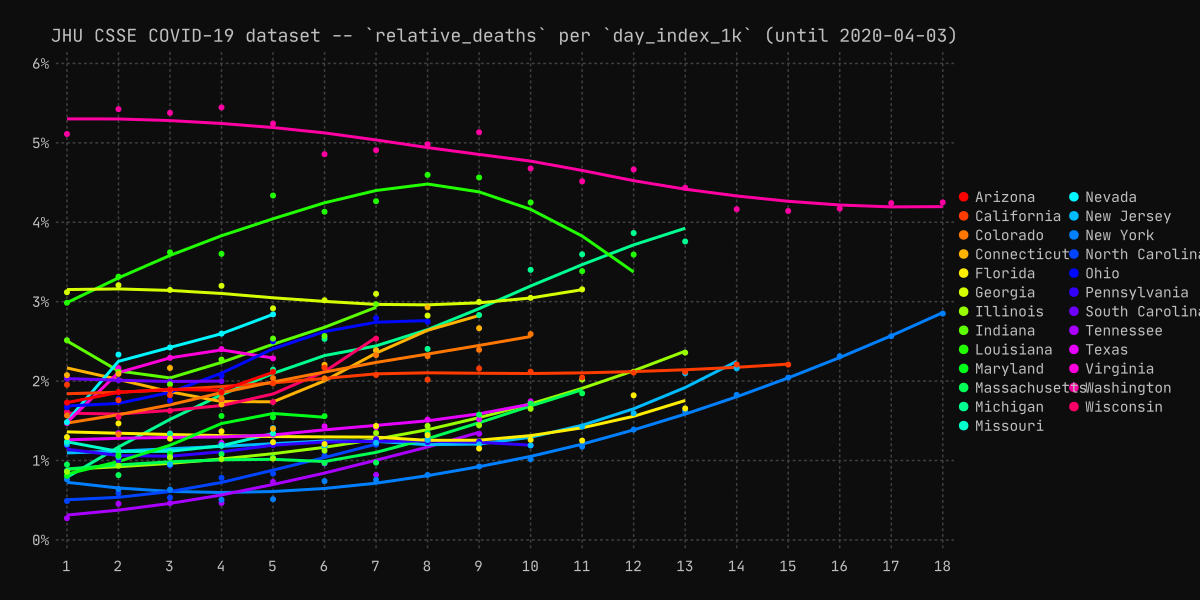 JHU CSSE COVID-19 dataset -- `relative_deaths` per `day_index_1k` (until 2020-04-03)
6%
5%
4%
3%
2%
1%
0%
1 2 3 4 5 6 7 8 9 10 11 12 13 14 15 16 17 18
Arizona Nevada
California New Jersey
Colorado New York
Connecticut North Carolina
Florida Ohio
Georgia Pennsylvania
Illinois South Carolina
Indiana Tennessee
Louisiana Texas
Maryland Virginia
Massachusetts Washington
Michigan Wisconsin
Missouri